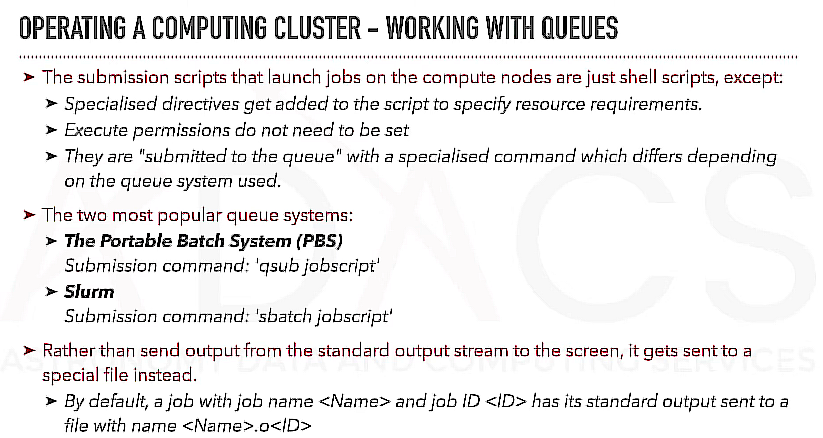 OPERATING A COMPUTING CLUSTER – WORKING WITH QUEUES
➤ The submission scripts that launch jobs on the compute nodes are just shell scripts, except:
➤ Specialised directives get added to the script to specify resource requirements.
➤ Execute permissions do not need to be set
➤ They are "submitted to the queue" with a specialised command which differs depending
on the queue system used.
➤ The two most popular queue systems:
➤ The Portable Batch System (PBS)
Submission command: 'qsub jobscript'
➤ Slurm
Submission command: 'sbatch jobscript'
➤ Rather than send output from the standard output stream to the screen, it gets sent to a
special file instead.
➤ By default, a job with job name <Name> and job ID <ID> has its standard output sent to a
file with name <Name>.o<ID>
ADACS
DATA AND COMPUTING SERVICES